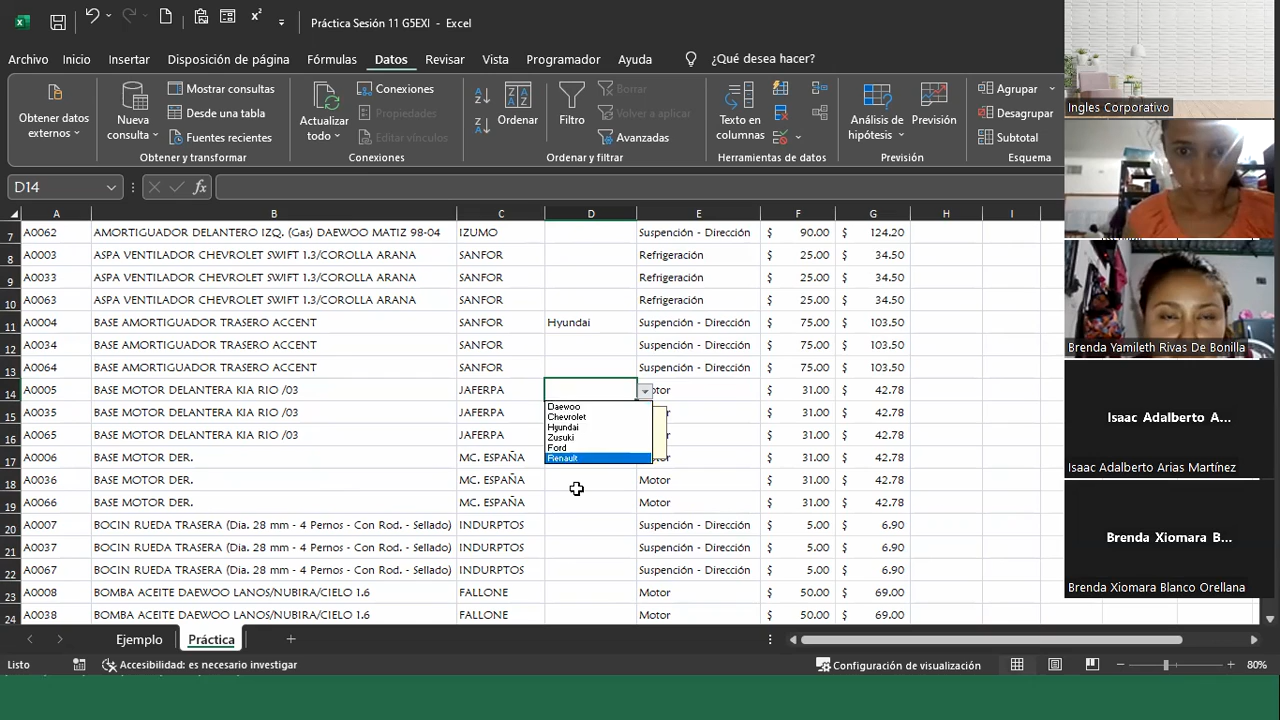 Práctica Sesión 11 G5EXI - Excel
Archivo Inicio Insertar Disposición de página Fórmulas Datos Revisar Vista Programador Ayuda ¿Qué desea hacer?
Obtener datos externos
Nueva consulta
Mostrar consultas
Desde una tabla
Fuentes recientes
Obtener y transformar
Actualizar todo
Conexiones
Propiedades
Editar vínculos
Conexiones
Ordenar
Filtro
Borrar
Volver a aplicar
Avanzadas
Ordenar y filtrar
Texto en columnas
Herramientas de datos
Análisis de hipótesis
Previsión
Previsión
Agrupar
Desagrupar
Subtotal
Esquema
D14
A B C D E F G H I
7 A0062 AMORTIGUADOR DELANTERO IZQ. (Gas) DAEWOO MATIZ 98-04 IZUMO Suspensión - Dirección $ 90.00 $ 124.20
8 A0003 ASPA VENTILADOR CHEVROLET SWIFT 1.3/COROLLA ARANA SANFOR Refrigeración $ 25.00 $ 34.50
9 A0033 ASPA VENTILADOR CHEVROLET SWIFT 1.3/COROLLA ARANA SANFOR Refrigeración $ 25.00 $ 34.50
10 A0063 ASPA VENTILADOR CHEVROLET SWIFT 1.3/COROLLA ARANA SANFOR Refrigeración $ 25.00 $ 34.50
11 A0004 BASE AMORTIGUADOR TRASERO ACCENT SANFOR Hyundai Suspensión - Dirección $ 75.00 $ 103.50
12 A0034 BASE AMORTIGUADOR TRASERO ACCENT SANFOR Suspensión - Dirección $ 75.00 $ 103.50
13 A0064 BASE AMORTIGUADOR TRASERO ACCENT SANFOR Suspensión - Dirección $ 75.00 $ 103.50
14 A0005 BASE MOTOR DELANTERA KIA RIO /03 JAFERPA otor $ 31.00 $ 42.78
15 A0035 BASE MOTOR DELANTERA KIA RIO /03 JAFERPA $ 31.00 $ 42.78
16 A0065 BASE MOTOR DELANTERA KIA RIO /03 JAFERPA $ 31.00 $ 42.78
17 A0006 BASE MOTOR DER. MC. ESPAÑA $ 31.00 $ 42.78
Daewoo
Chevrolet
Hyundai
Zusuki
Ford
Renault
18 A0036 BASE MOTOR DER. MC. ESPAÑA Motor $ 31.00 $ 42.78
19 A0066 BASE MOTOR DER. MC. ESPAÑA Motor $ 31.00 $ 42.78
20 A0007 BOCIN RUEDA TRASERA (Dia. 28 mm - 4 Pernos - Con Rod. - Sellado) INDURPTOS Suspensión - Dirección $ 5.00 $ 6.90
21 A0037 BOCIN RUEDA TRASERA (Dia. 28 mm - 4 Pernos - Con Rod. - Sellado) INDURPTOS Suspensión - Dirección $ 5.00 $ 6.90
22 A0067 BOCIN RUEDA TRASERA (Dia. 28 mm - 4 Pernos - Con Rod. - Sellado) INDURPTOS Suspensión - Dirección $ 5.00 $ 6.90
23 A0008 BOMBA ACEITE DAEWOO LANOS/NUBIRA/CIELO 1.6 FALLONE Motor $ 50.00 $ 69.00
24 A0038 BOMBA ACEITE DAEWOO LANOS/NUBIRA/CIELO 1.6 FALLONE Motor $ 50.00 $ 69.00
Ejemplo Práctica
Listo Accesibilidad: es necesario investigar Configuración de visualización 80%
Ingles Corporativo
Brenda Yamileth Rivas De Bonilla
Isaac Adalberto A...
Isaac Adalberto Arias Martínez
Brenda Xiomara B...
Brenda Xiomara Blanco Orellana